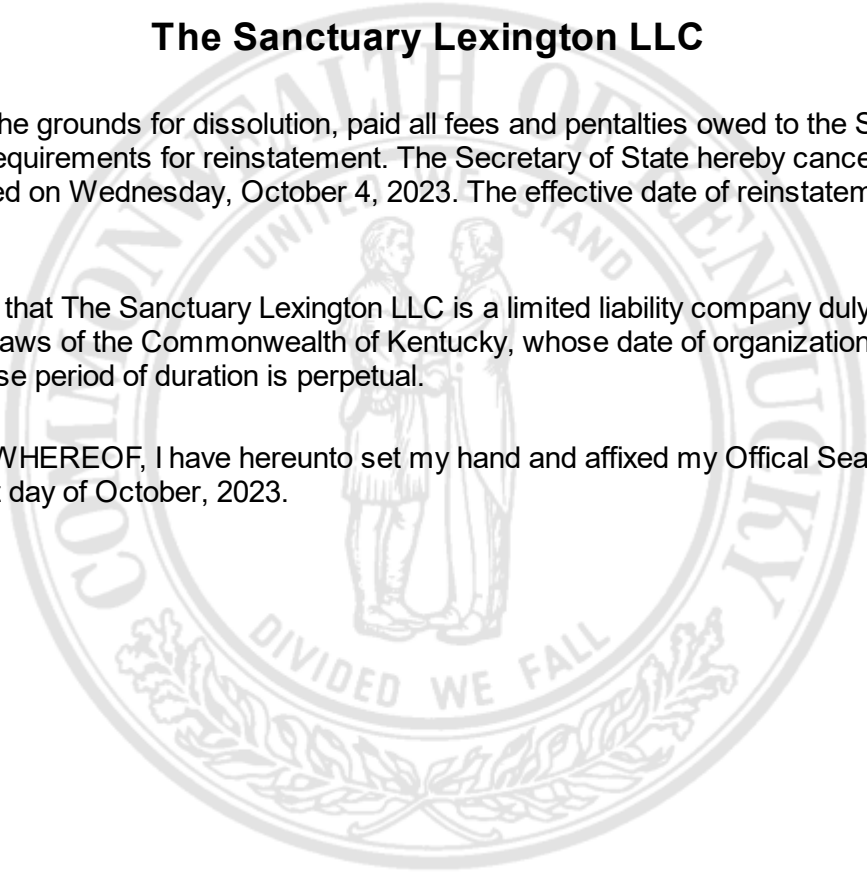 The Sanctuary Lexington LLC
he grounds for dissolution, paid all fees and pentalties owed to the S
equirements for reinstatement. The Secretary of State hereby cance
ed on Wednesday, October 4, 2023. The effective date of reinstatem
that The Sanctuary Lexington LLC is a limited liability company duly
aws of the Commonwealth of Kentucky, whose date of organization
se period of duration is perpetual.
WHEREOF, I have hereunto set my hand and affixed my Offical Sea
t day of October, 2023.
COMMONWEALTH OF KENTUCKY
UNITED WE STAND
DIVIDED WE FALL